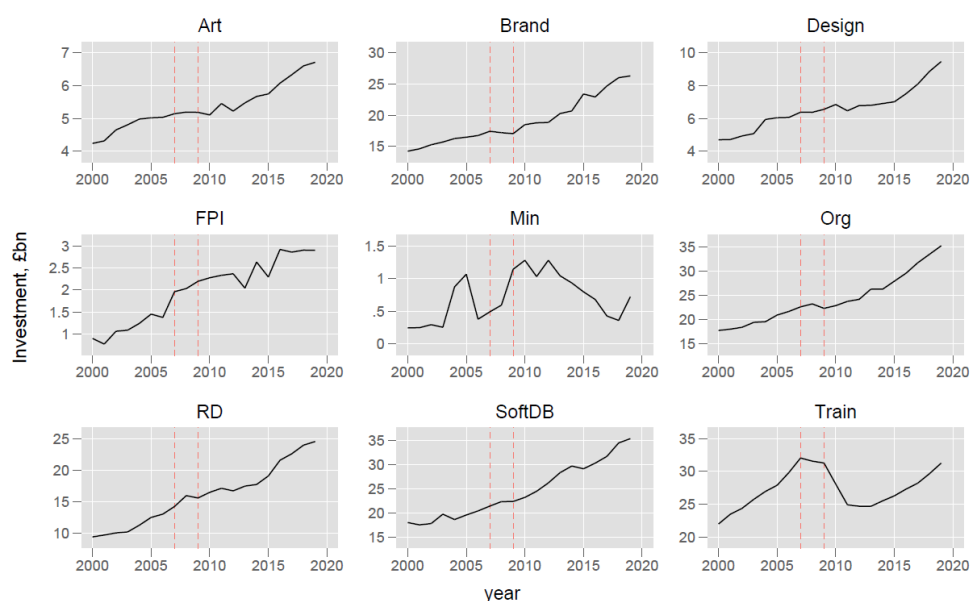 Art Brand Design
7 30 10
6 25 8
5 20 6
4 15 4
2000 2005 2010 2015 2020 2000 2005 2010 2015 2020 2000 2005 2010 2015 2020
FPI Min Org
3 1.5 35
2.5 1 30
2 .5 25
1.5 0 20
1 15
2000 2005 2010 2015 2020 2000 2005 2010 2015 2020 2000 2005 2010 2015 2020
Investment, £bn
RD SoftDB Train
25 35 35
20 30 30
15 25 25
10 20 20
15
2000 2005 2010 2015 2020 2000 2005 2010 2015 2020 2000 2005 2010 2015 2020
year